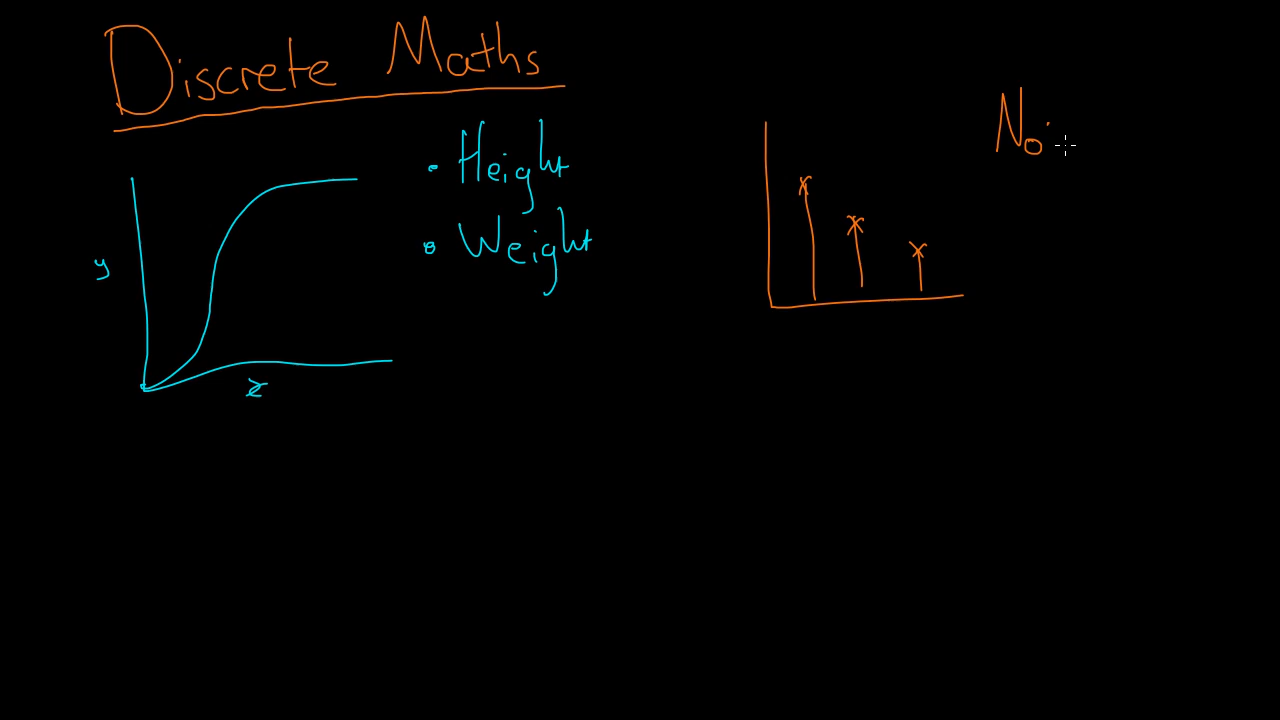 Discrete Maths
• Height
• Weight
y
x
No.